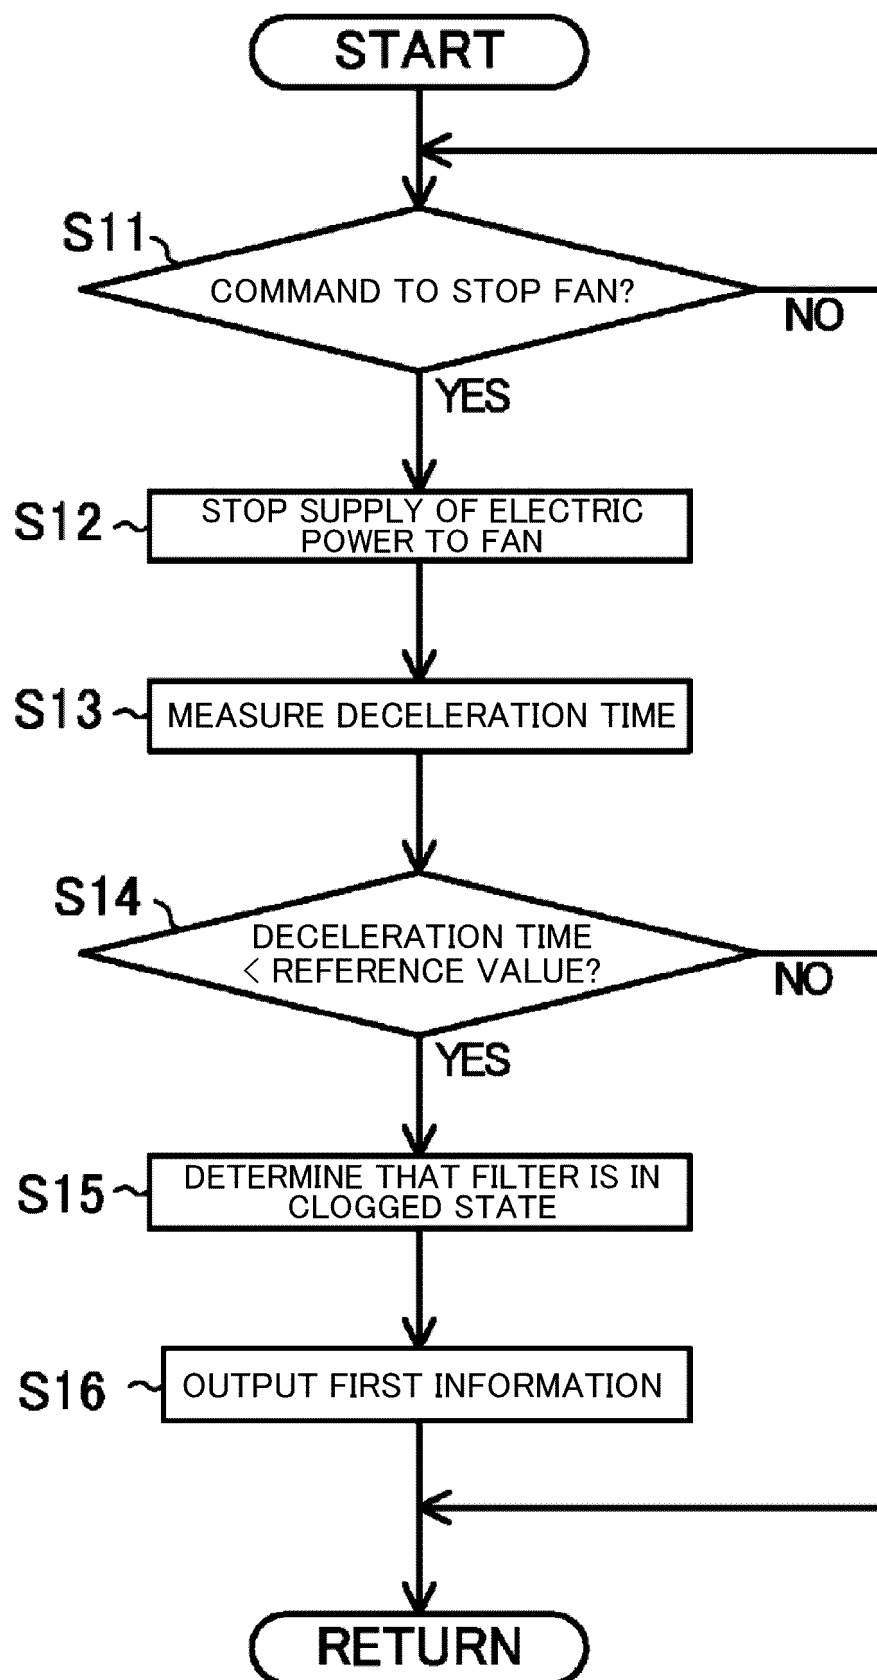 START
S11
COMMAND TO STOP FAN?
NO
YES
S12
STOP SUPPLY OF ELECTRIC
POWER TO FAN
S13
MEASURE DECELERATION TIME
S14
DECELERATION TIME
< REFERENCE VALUE?
NO
YES
S15
DETERMINE THAT FILTER IS IN
CLOGGED STATE
S16
OUTPUT FIRST INFORMATION
RETURN